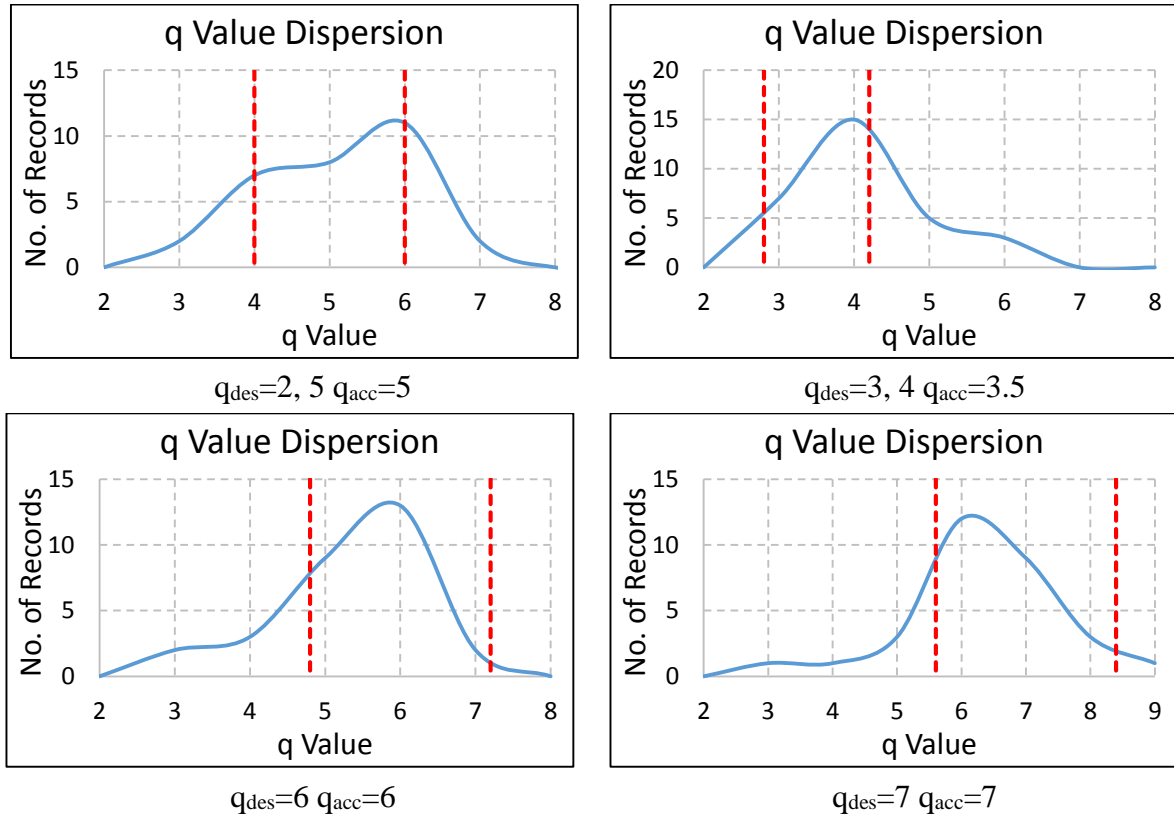 q Value Dispersion
15
10
5
0
2 3 4 5 6 7 8
No. of Records
q Value
qdes=2, 5 qacc=5
q Value Dispersion
20
15
10
5
0
2 3 4 5 6 7 8
No. of Records
q Value
qdes=3, 4 qacc=3.5
q Value Dispersion
15
10
5
0
2 3 4 5 6 7 8
No. of Records
q Value
qdes=6 qacc=6
q Value Dispersion
15
10
5
0
2 3 4 5 6 7 8 9
No. of Records
q Value
qdes=7 qacc=7